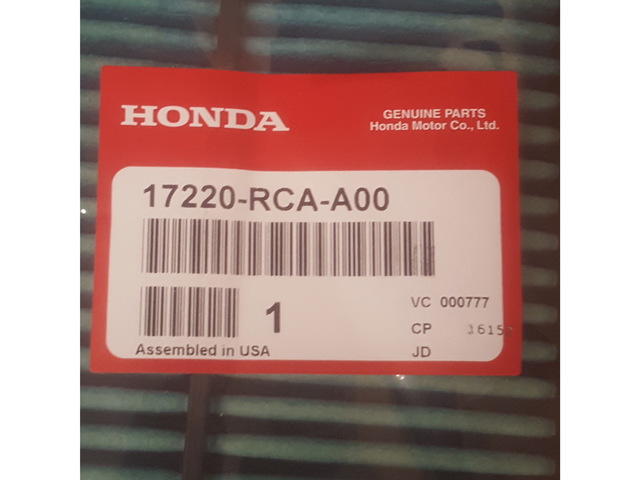 HONDA
GENUINE PARTS
Honda Motor Co., Ltd.
17220-RCA-A00
1
VC 000777
CP
Assembled in USA
JD